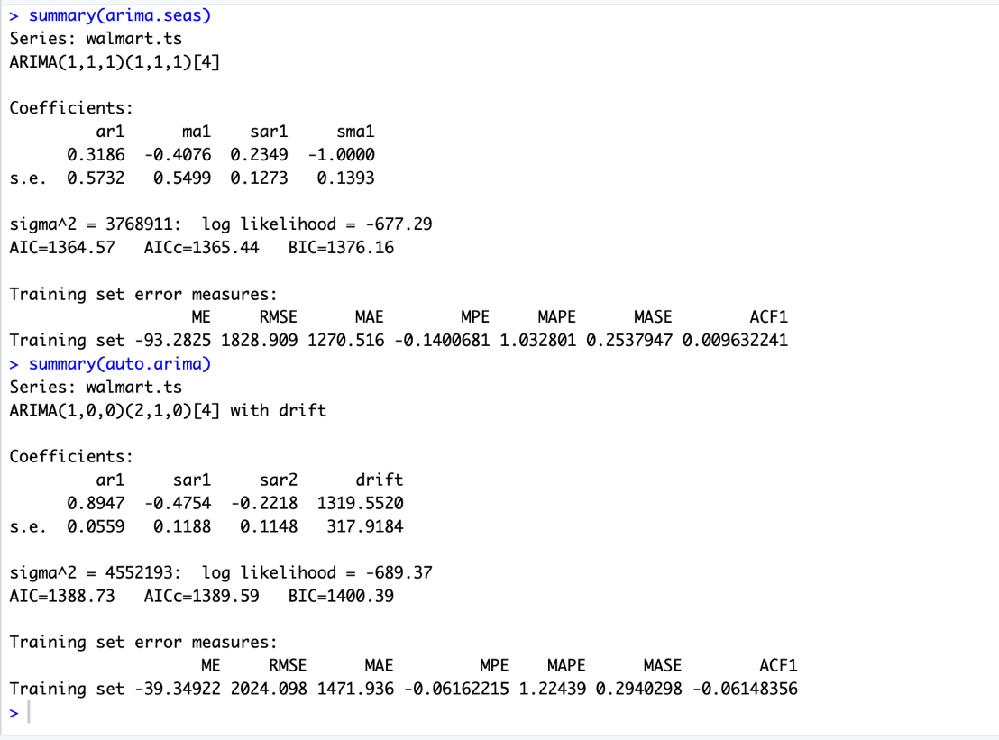 > summary(arima.seas)
Series: walmart.ts
ARIMA(1,1,1)(1,1,1)[4]
Coefficients:
         ar1      ma1    sar1     sma1
      0.3186  -0.4076  0.2349  -1.0000
s.e.  0.5732   0.5499  0.1273   0.1393
sigma^2 = 3768911:  log likelihood = -677.29
AIC=1364.57   AICc=1365.44   BIC=1376.16
Training set error measures:
                   ME     RMSE      MAE        MPE     MAPE      MASE        ACF1
Training set -93.2825 1828.909 1270.516 -0.1400681 1.032801 0.2537947 0.009632241
> summary(auto.arima)
Series: walmart.ts
ARIMA(1,0,0)(2,1,0)[4] with drift
Coefficients:
         ar1     sar1     sar2      drift
      0.8947  -0.4754  -0.2218  1319.5520
s.e.  0.0559   0.1188   0.1148   317.9184
sigma^2 = 4552193:  log likelihood = -689.37
AIC=1388.73   AICc=1389.59   BIC=1400.39
Training set error measures:
                    ME     RMSE      MAE         MPE    MAPE      MASE        ACF1
Training set -39.34922 2024.098 1471.936 -0.06162215 1.22439 0.2940298 -0.06148356
>